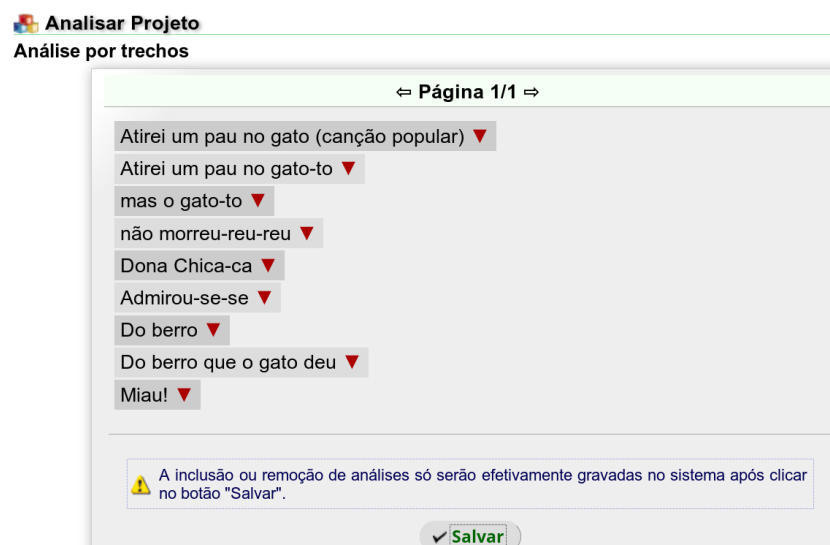 Analisar Projeto
Análise por trechos
⇦ Página 1/1 ⇨
Atirei um pau no gato (canção popular) ▼
Atirei um pau no gato-to ▼
mas o gato-to ▼
não morreu-reu-reu ▼
Dona Chica-ca ▼
Admirou-se-se ▼
Do berro ▼
Do berro que o gato deu ▼
Miau! ▼
A inclusão ou remoção de análises só serão efetivamente gravadas no sistema após clicar
no botão "Salvar".
Salvar